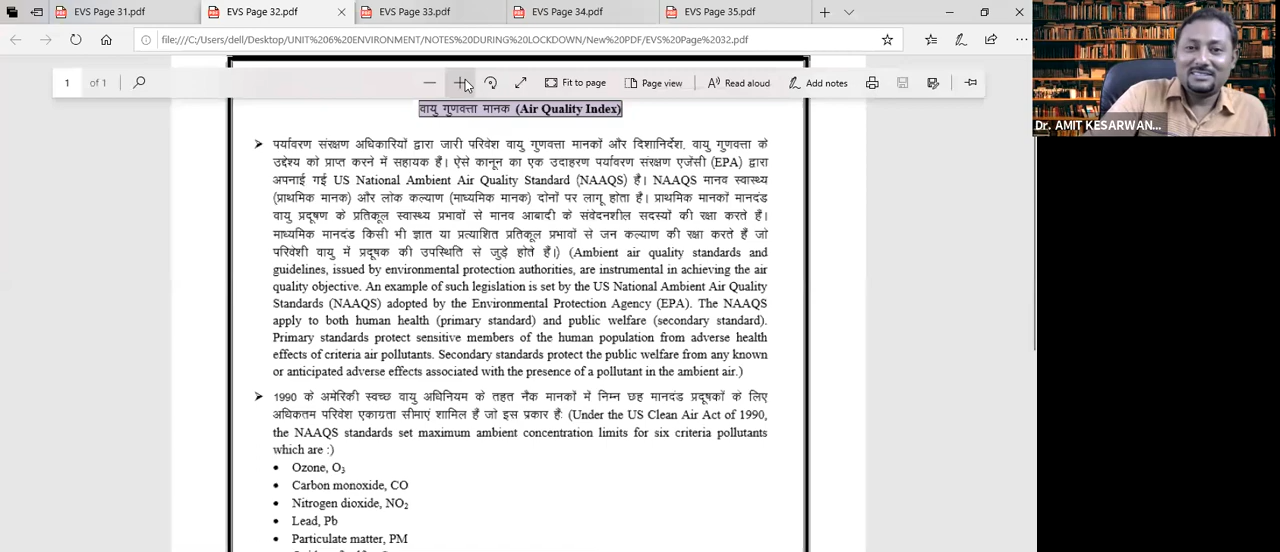 EVS Page 31.pdf
EVS Page 32.pdf
EVS Page 33.pdf
EVS Page 34.pdf
EVS Page 35.pdf
file:///C:/Users/dell/Desktop/UNIT%206%20ENVIRONMENT/NOTES%20DURING%20LOCKDOWN/New%20PDF/EVS%20Page%2032.pdf
1 of 1
Fit to page
Page view
Read aloud
Add notes
Dr. AMIT KESARWAN...
वायु गुणवत्ता मानक (Air Quality Index)
➤ पर्यावरण संरक्षण अधिकारियों द्वारा जारी परिवेश वायु गुणवत्ता मानकों और दिशानिर्देश, वायु गुणवत्ता के
उद्देश्य को प्राप्त करने में सहायक हैं। ऐसे कानून का एक उदाहरण पर्यावरण संरक्षण एजेंसी (EPA) द्वारा
अपनाई गई US National Ambient Air Quality Standard (NAAQS) है। NAAQS मानव स्वास्थ्य
(प्राथमिक मानक) और लोक कल्याण (माध्यमिक मानक) दोनों पर लागू होता है। प्राथमिक मानकों मानदंड
वायु प्रदूषण के प्रतिकूल स्वास्थ्य प्रभावों से मानव आबादी के संवेदनशील सदस्यों की रक्षा करते हैं।
माध्यमिक मानदंड किसी भी ज्ञात या प्रत्याशित प्रतिकूल प्रभावों से जन कल्याण की रक्षा करते हैं जो
परिवेशी वायु में प्रदूषक की उपस्थिति से जुड़े होते हैं।) (Ambient air quality standards and
guidelines, issued by environmental protection authorities, are instrumental in achieving the air
quality objective. An example of such legislation is set by the US National Ambient Air Quality
Standards (NAAQS) adopted by the Environmental Protection Agency (EPA). The NAAQS
apply to both human health (primary standard) and public welfare (secondary standard).
Primary standards protect sensitive members of the human population from adverse health
effects of criteria air pollutants. Secondary standards protect the public welfare from any known
or anticipated adverse effects associated with the presence of a pollutant in the ambient air.)
➤ 1990 के अमेरिकी स्वच्छ वायु अधिनियम के तहत नैक मानकों में निम्न छह मानदंड प्रदूषकों के लिए
अधिकतम परिवेश एकाग्रता सीमाएं शामिल हैं जो इस प्रकार हैः (Under the US Clean Air Act of 1990,
the NAAQS standards set maximum ambient concentration limits for six criteria pollutants
which are :)
• Ozone, O₃
• Carbon monoxide, CO
• Nitrogen dioxide, NO₂
• Lead, Pb
• Particulate matter, PM